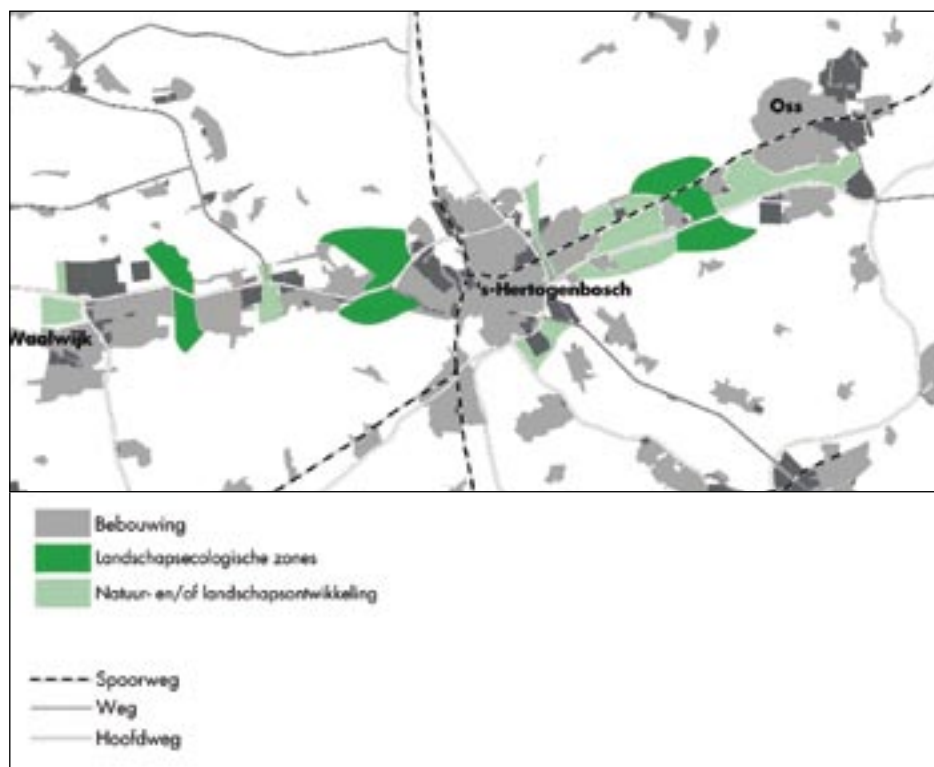 Oss
's-Hertogenbosch
Waalwijk
Bebouwing
Landschapsecologische zones
Natuur- en/of landschapsontwikkeling
Spoorweg
Weg
Hoofdweg